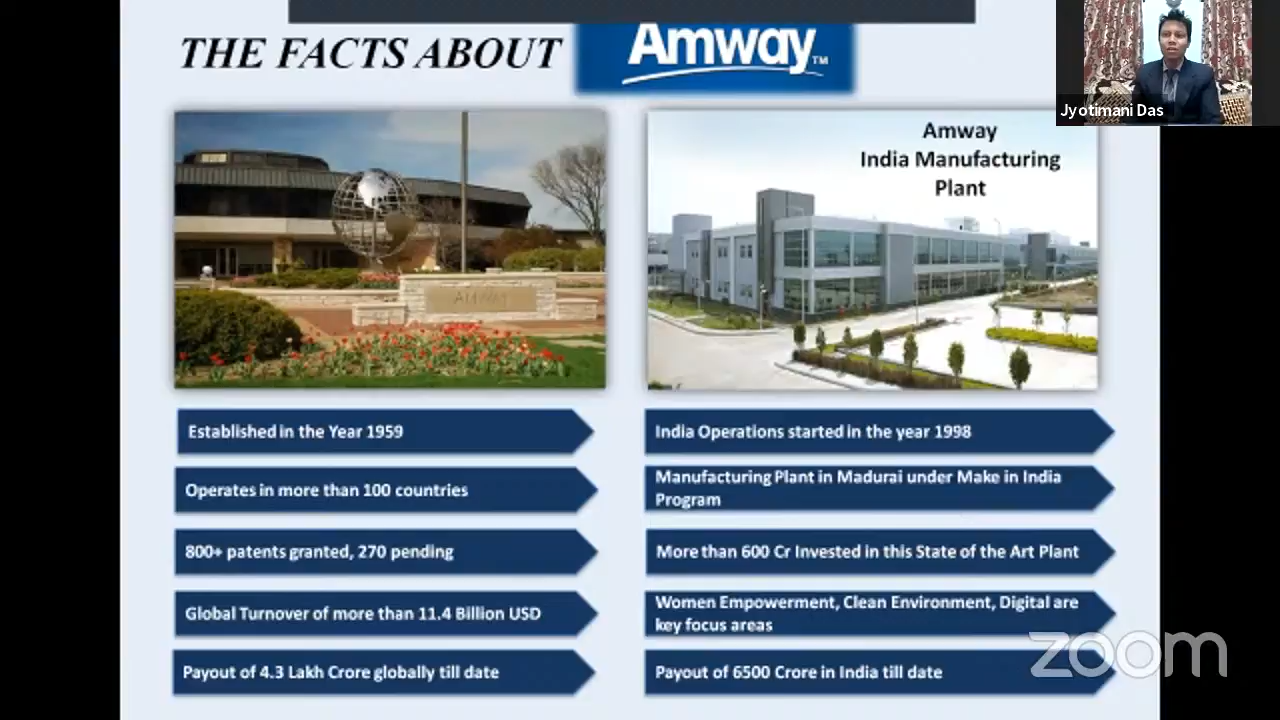 THE FACTS ABOUT
Amway™
Jyotimani Das
AMWAY
Amway
India Manufacturing
Plant
Established in the Year 1959
Operates in more than 100 countries
800+ patents granted, 270 pending
Global Turnover of more than 11.4 Billion USD
Payout of 4.3 Lakh Crore globally till date
India Operations started in the year 1998
Manufacturing Plant in Madurai under Make in India
Program
More than 600 Cr Invested in this State of the Art Plant
Women Empowerment, Clean Environment, Digital are
key focus areas
Payout of 6500 Crore in India till date
zoom